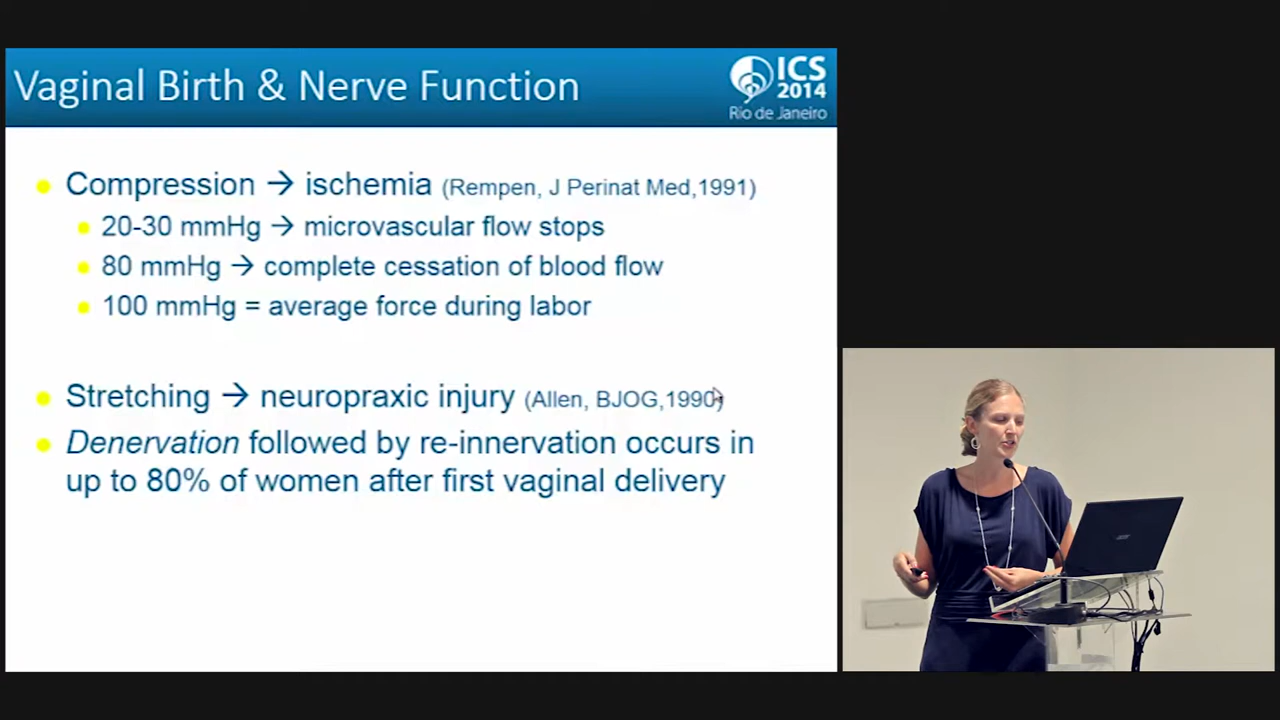 Vaginal Birth & Nerve Function
ICS
2014
Rio de Janeiro
Compression → ischemia (Rempen, J Perinat Med,1991)
20-30 mmHg → microvascular flow stops
80 mmHg → complete cessation of blood flow
100 mmHg = average force during labor
Stretching → neuropraxic injury (Allen, BJOG,1990)
Denervation followed by re-innervation occurs in
up to 80% of women after first vaginal delivery
acer